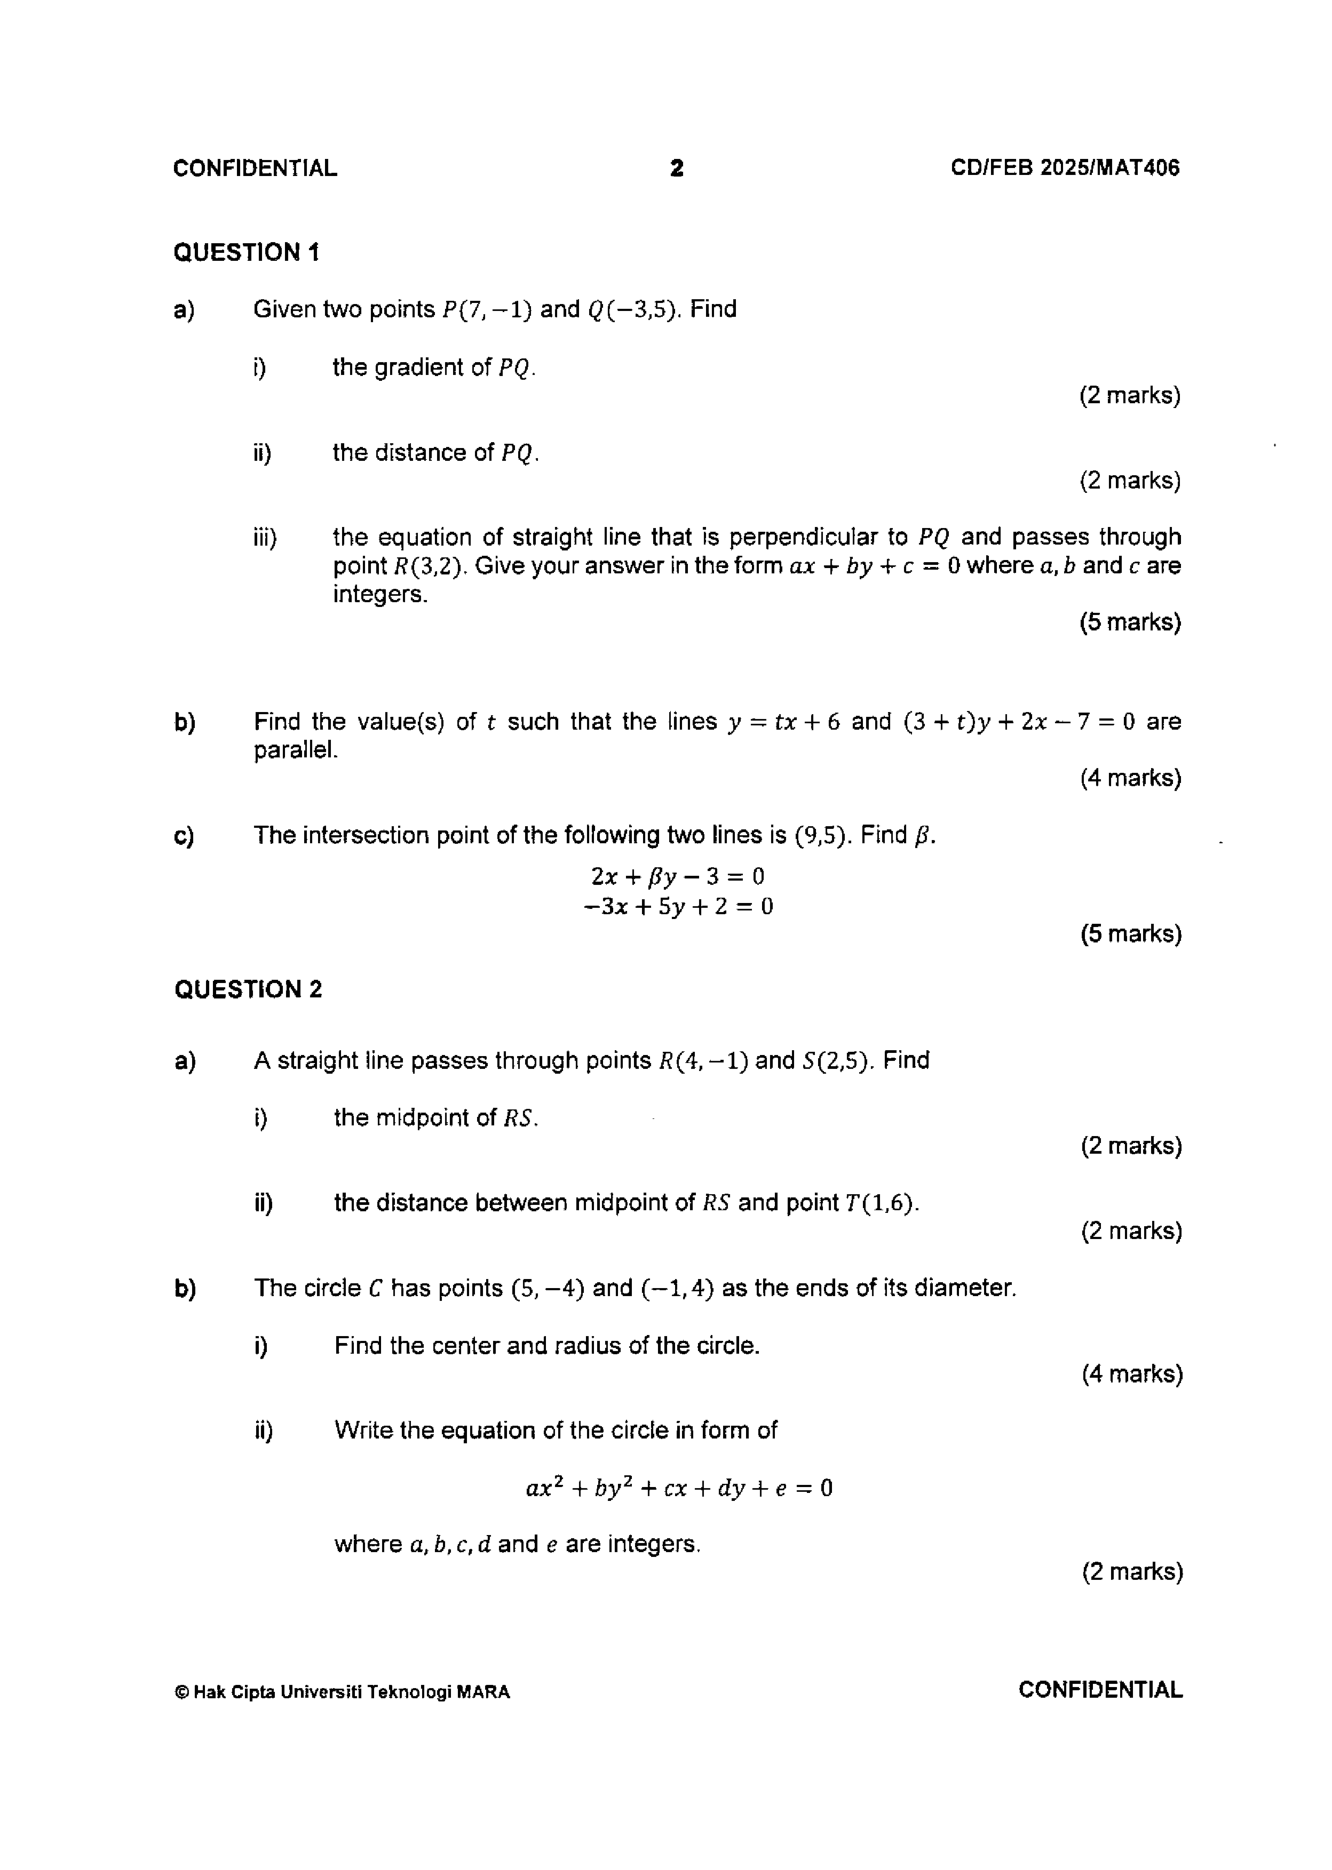 CONFIDENTIAL 2 CD/FEB 2025/MAT406
QUESTION 1
a) Given two points P(7, −1) and Q(−3,5). Find
i) the gradient of PQ.
(2 marks)
ii) the distance of PQ.
(2 marks)
iii) the equation of straight line that is perpendicular to PQ and passes through
point R(3,2). Give your answer in the form ax + by + c = 0 where a, b and c are
integers.
(5 marks)
b) Find the value(s) of t such that the lines y = tx + 6 and (3 + t)y + 2x − 7 = 0 are
parallel.
(4 marks)
c) The intersection point of the following two lines is (9,5). Find β.
2x + βy − 3 = 0
−3x + 5y + 2 = 0
(5 marks)
QUESTION 2
a) A straight line passes through points R(4, −1) and S(2,5). Find
i) the midpoint of RS.
(2 marks)
ii) the distance between midpoint of RS and point T(1,6).
(2 marks)
b) The circle C has points (5, −4) and (−1, 4) as the ends of its diameter.
i) Find the center and radius of the circle.
(4 marks)
ii) Write the equation of the circle in form of
ax² + by² + cx + dy + e = 0
where a, b, c, d and e are integers.
(2 marks)
© Hak Cipta Universiti Teknologi MARA CONFIDENTIAL